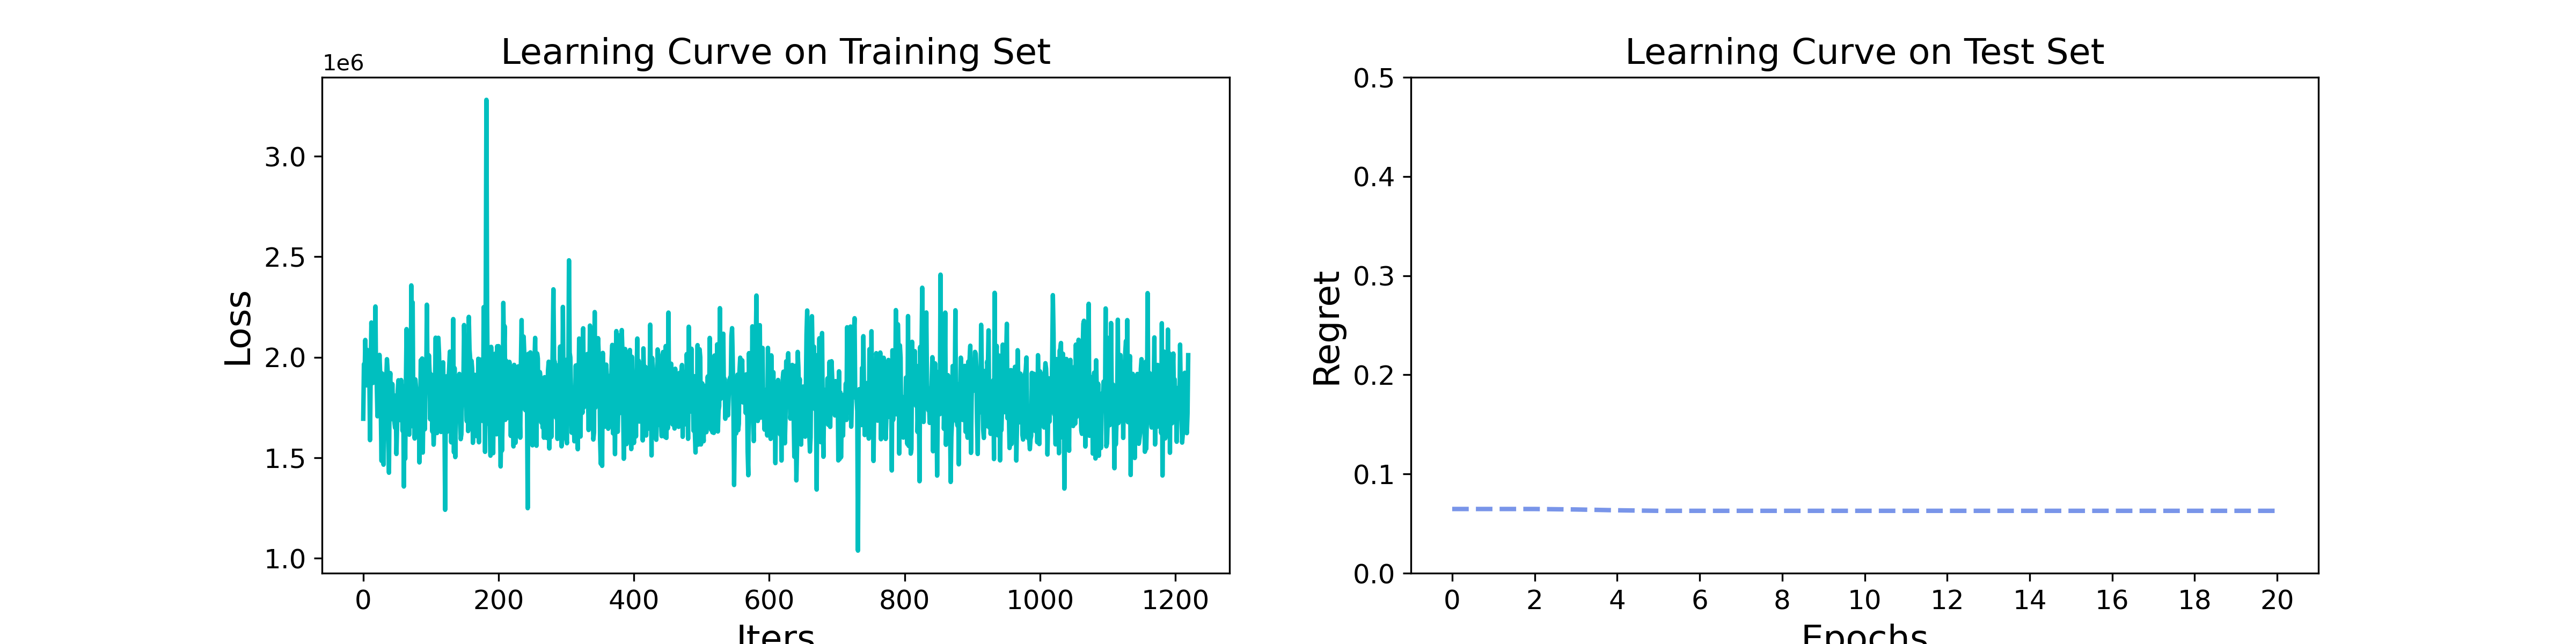 Learning Curve on Training Set
1e6
3.0
2.5
2.0
1.5
1.0
Loss
0 200 400 600 800 1000 1200
Iters
Learning Curve on Test Set
0.5
0.4
0.3
0.2
0.1
0.0
Regret
0 2 4 6 8 10 12 14 16 18 20
Epochs